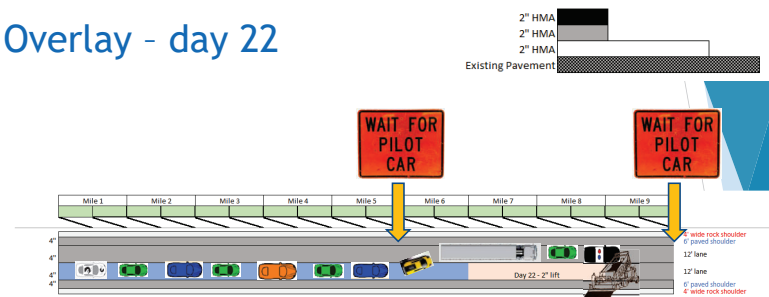 Overlay – day 22
2" HMA
2" HMA
2" HMA
Existing Pavement
WAIT FOR
PILOT
CAR
WAIT FOR
PILOT
CAR
Mile 1
Mile 2
Mile 3
Mile 4
Mile 5
Mile 6
Mile 7
Mile 8
Mile 9
4"
4"
4"
4"
4"
Day 22 - 2" lift
4' wide rock shoulder
6' paved shoulder
12' lane
12' lane
6' paved shoulder
4' wide rock shoulder